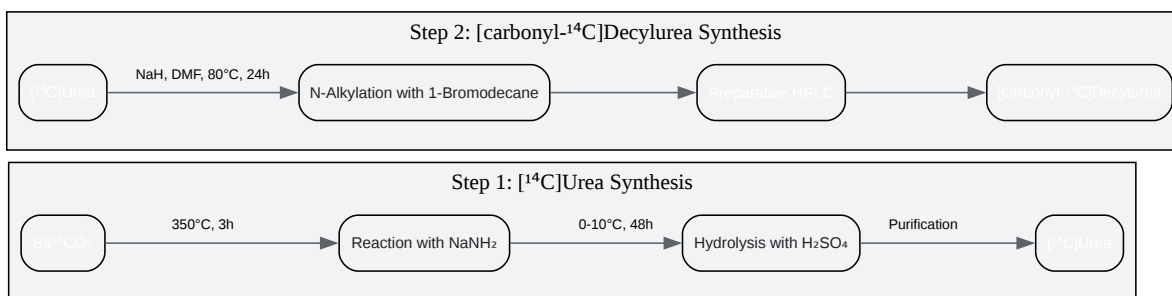 Step 2: [carbonyl-¹⁴C]Decylurea Synthesis
[¹⁴C]Urea
NaH, DMF, 80°C, 24h
N-Alkylation with 1-Bromodecane
Preparative HPLC
[carbonyl-¹⁴C]Decylurea
Step 1: [¹⁴C]Urea Synthesis
Ba¹⁴CO₃
350°C, 3h
Reaction with NaNH₂
0-10°C, 48h
Hydrolysis with H₂SO₄
Purification
[¹⁴C]Urea